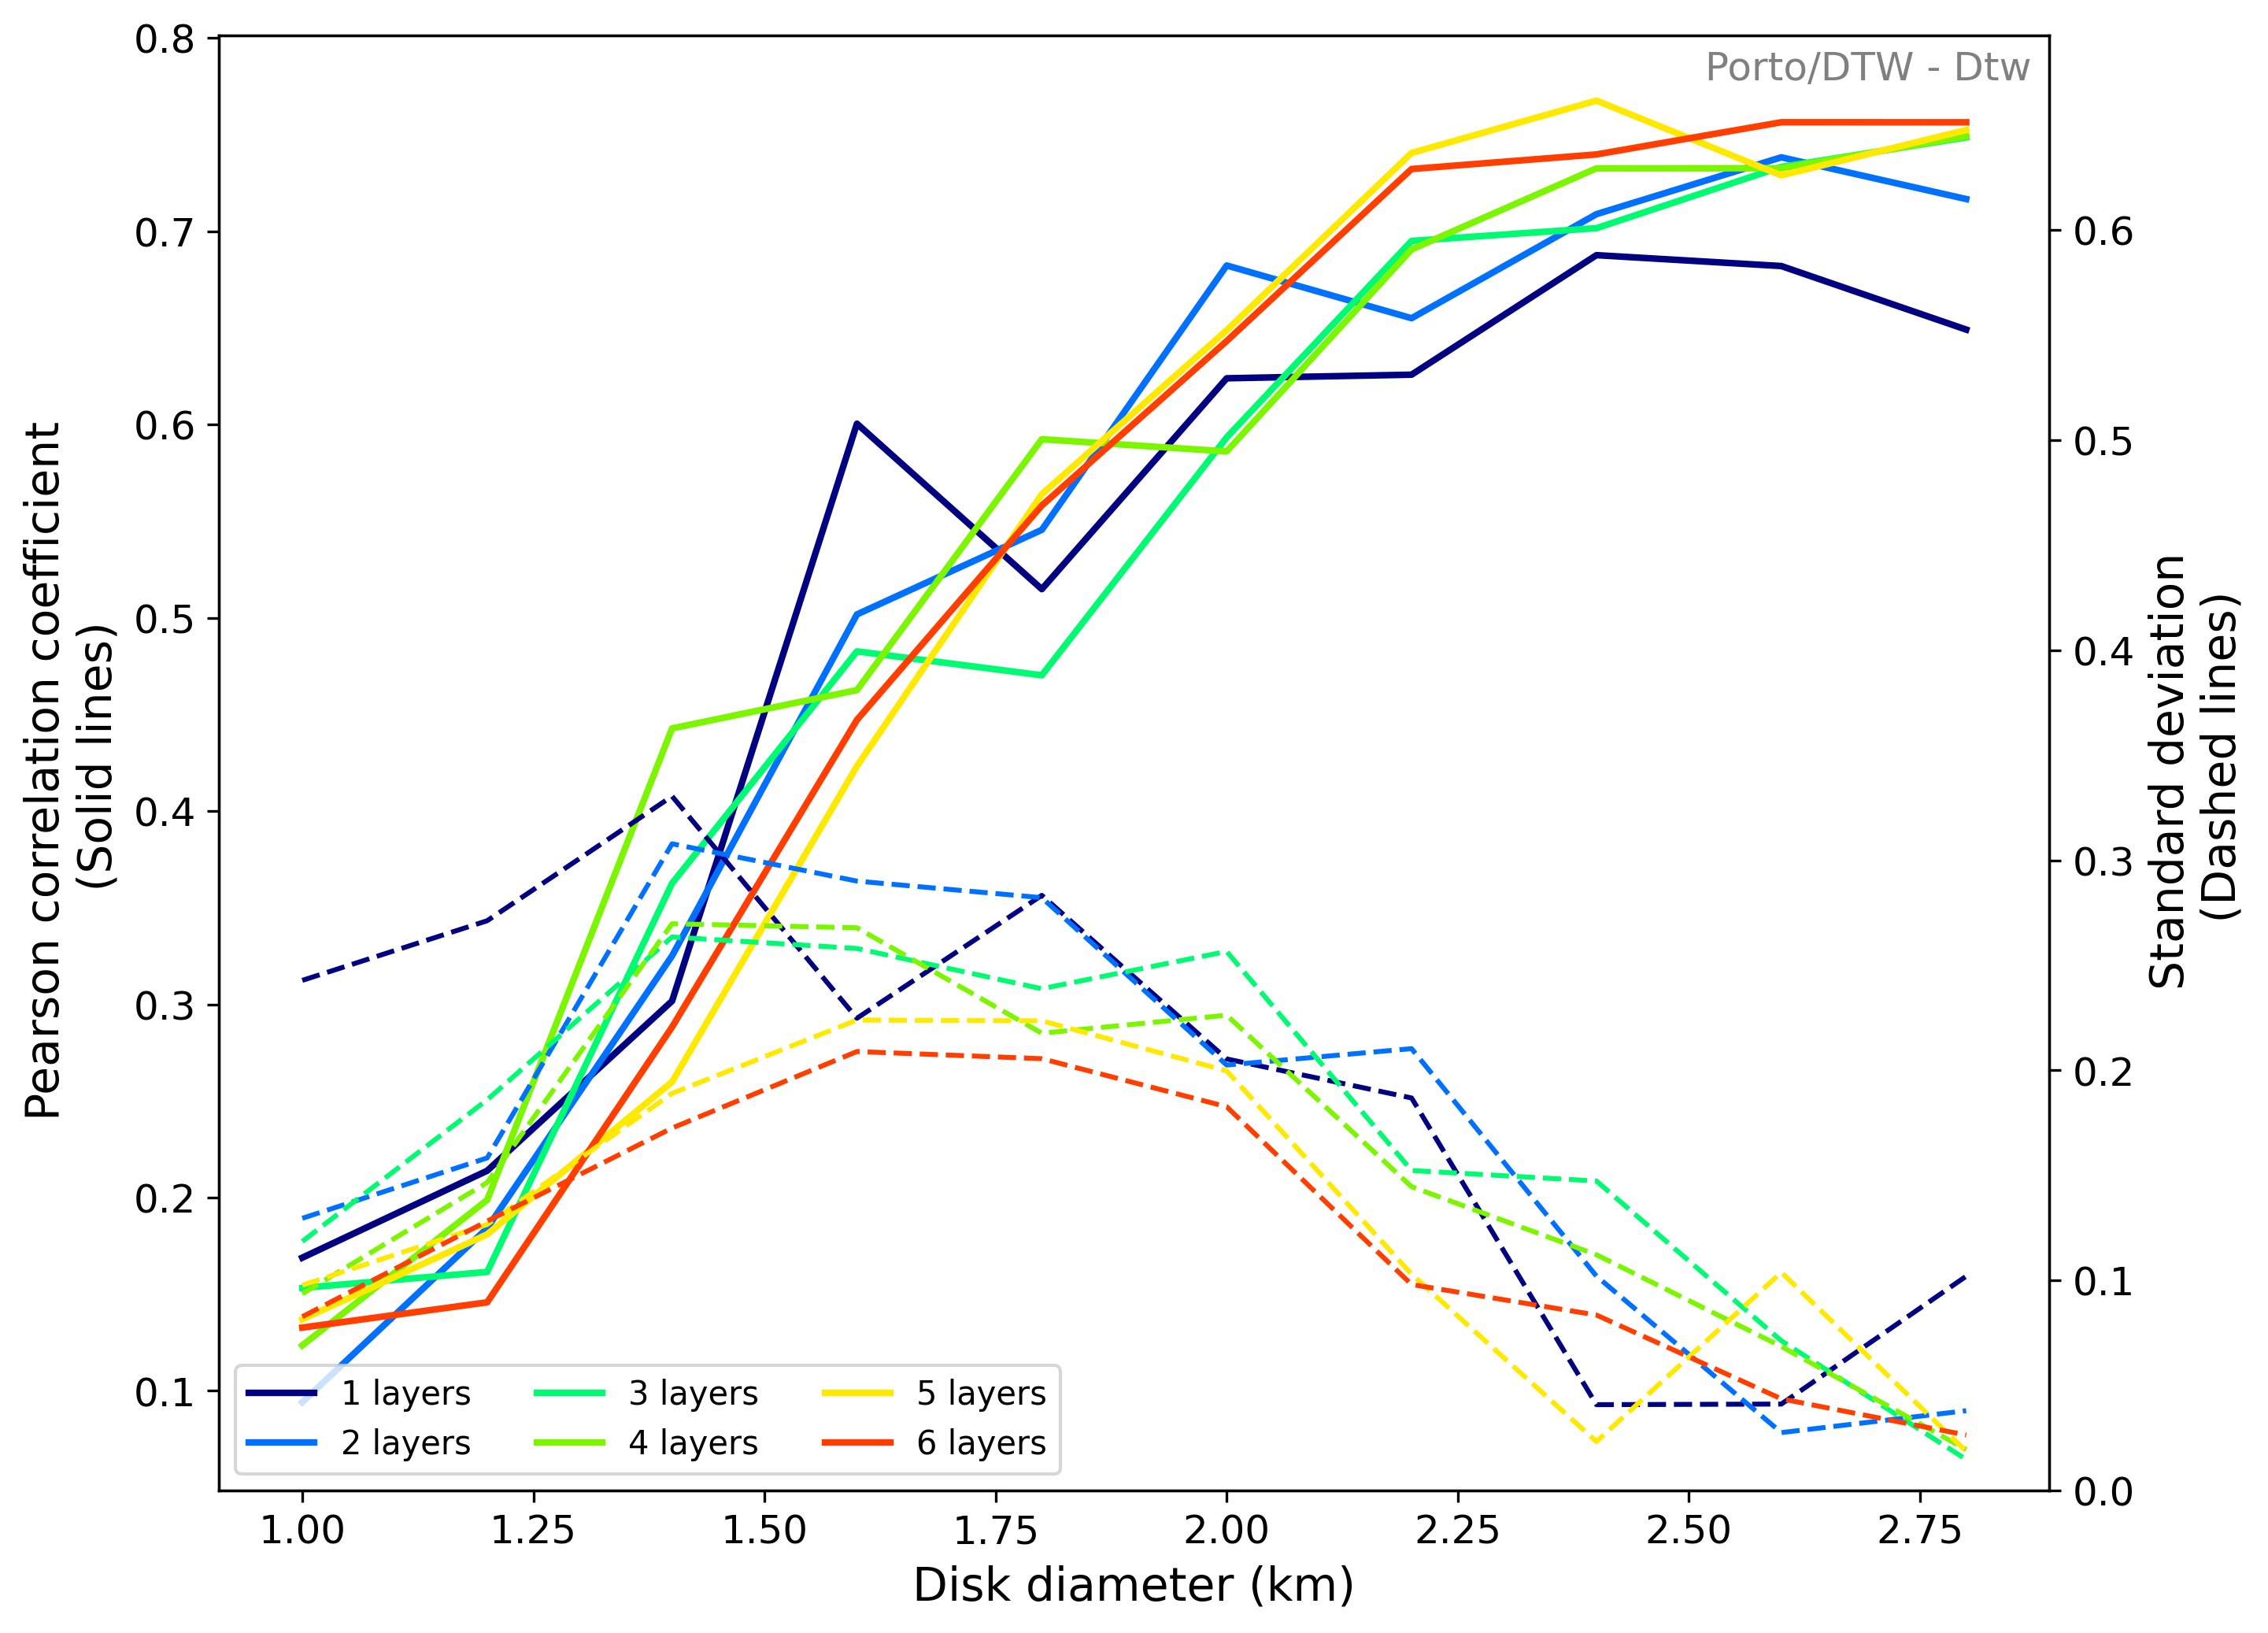 Porto/DTW - Dtw
0.8
0.7
0.6
0.5
0.4
0.3
0.2
0.1
Pearson correlation coefficient
(Solid lines)
0.6
0.5
0.4
0.3
0.2
0.1
0.0
Standard deviation
(Dashed lines)
1 layers
2 layers
3 layers
4 layers
5 layers
6 layers
1.00 1.25 1.50 1.75 2.00 2.25 2.50 2.75
Disk diameter (km)